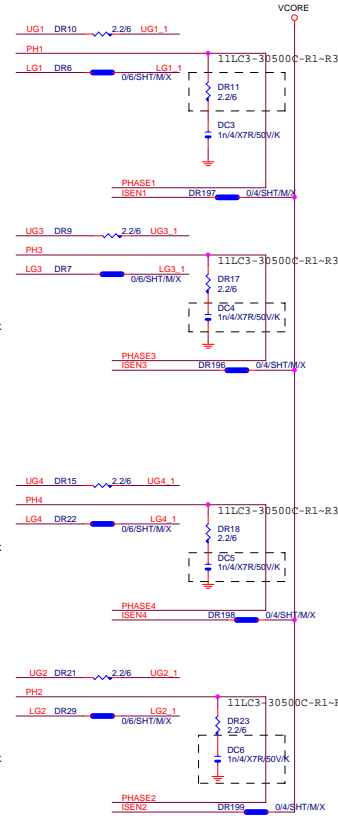 VCORE
UG1 DR10 2.2/6 UG1_1
PH1
11LC3-30500C-R1~R3
LG1 DR6 LG1_1
0/6/SHT/M/X
DR11
2.2/6
DC3
1n/4/X7R/50V/K
PHASE1
ISEN1 DR197 0/4/SHT/M/X
UG3 DR9 2.2/6 UG3_1
PH3
11LC3-30500C-R1~R3
LG3 DR7 LG3_1
0/6/SHT/M/X
DR17
2.2/6
DC4
1n/4/X7R/50V/K
PHASE3
ISEN3 DR196 0/4/SHT/M/X
UG4 DR15 2.2/6 UG4_1
PH4
11LC3-30500C-R1~R3
LG4 DR22 LG4_1
0/6/SHT/M/X
DR18
2.2/6
DC5
1n/4/X7R/50V/K
PHASE4
ISEN4 DR198 0/4/SHT/M/X
UG2 DR21 2.2/6 UG2_1
PH2
11LC3-30500C-R1~R
LG2 DR29 LG2_1
0/6/SHT/M/X
DR23
2.2/6
DC6
1n/4/X7R/50V/K
PHASE2
ISEN2 DR199 0/4/SHT/M/X